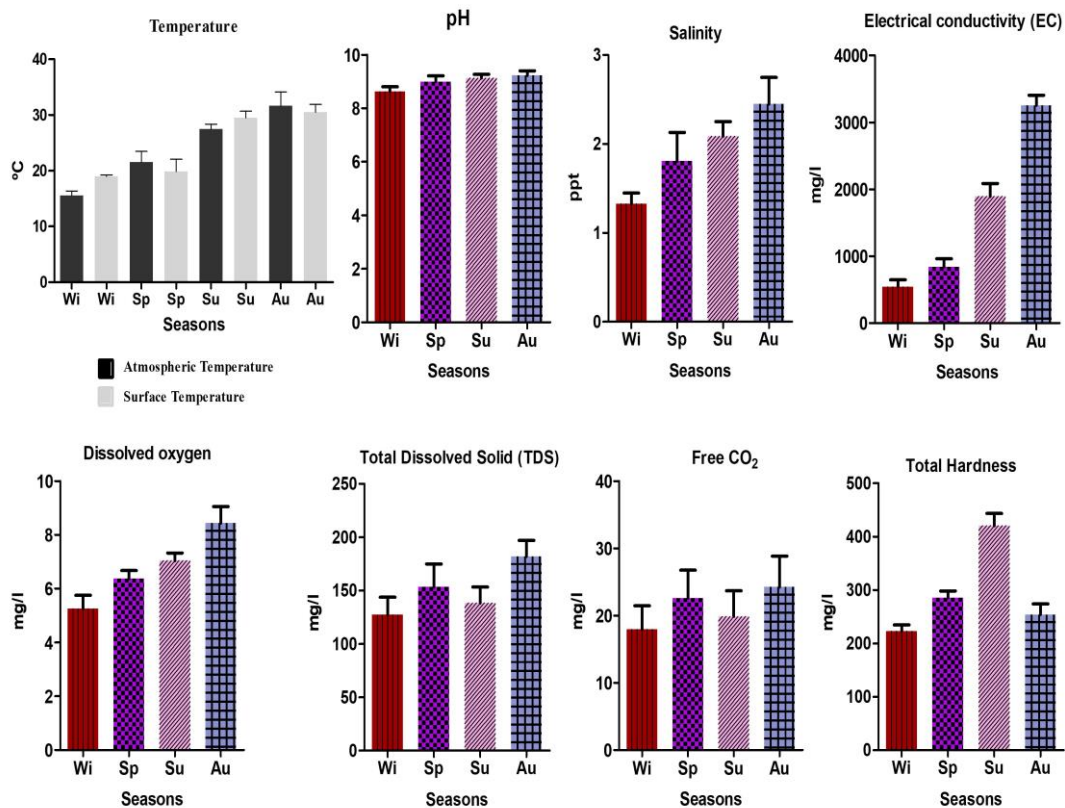 Temperature
40
30
20
10
0
°C
Wi Wi Sp Sp Su Su Au Au
Seasons
Atmospheric Temperature
Surface Temperature
pH
10
8
6
4
2
0
Wi Sp Su Au
Seasons
Salinity
3
2
1
0
ppt
Wi Sp Su Au
Seasons
Electrical conductivity (EC)
4000
3000
2000
1000
0
mg/l
Wi Sp Su Au
Seasons
Dissolved oxygen
10
8
6
4
2
0
mg/l
Wi Sp Su Au
Seasons
Total Dissolved Solid (TDS)
250
200
150
100
50
0
mg/l
Wi Sp Su Au
Seasons
Free CO₂
40
30
20
10
0
mg/l
Wi Sp Su Au
Seasons
Total Hardness
500
400
300
200
100
0
mg/l
Wi Sp Su Au
Seasons